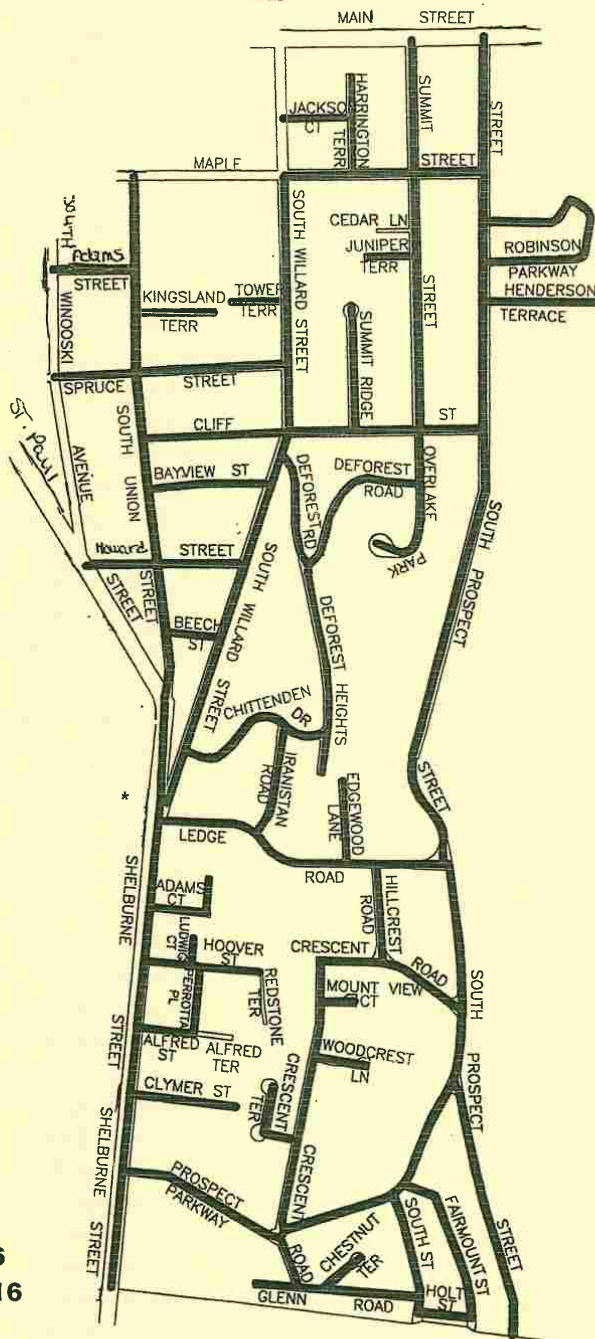 MAIN STREET
HARRINGTON TERR
JACKSON CT
SUMMIT
STREET
MAPLE
STREET
SOUTH
Adams
STREET
WINOOSKI
SOUTH WILLARD STREET
CEDAR LN
JUNIPER TERR
STREET
ROBINSON
PARKWAY
HENDERSON
TERRACE
KINGSLAND
TERR
TOWER
TERR
SUMMIT RIDGE
SPRUCE STREET
ST. Paul
AVENUE
SOUTH UNION
CLIFF ST
BAYVIEW ST
DEFOREST RD
DEFOREST
ROAD
OVERLAKE
PARK
SOUTH PROSPECT
Howard STREET
STREET
STREET
SOUTH WILLARD
BEECH
ST
DEFOREST
STREET
CHITTENDEN
DR
HEIGHTS
IRANISTAN
ROAD
EDGEWOOD
LANE
STREET
*
LEDGE ROAD
SHELBURNE
ADAMS
CT
HILLCREST
ROAD
LUDWIG
CT
HOOVER
ST
CRESCENT ROAD
PERROTTA
PL
REDSTONE
TER
MOUNT VIEW
CT
SOUTH
ALFRED
ST
ALFRED
TER
WOODCREST
LN
STREET
CRESCENT
CLYMER ST
TER
PROSPECT
SHELBURNE
CRESCENT
PROSPECT
PARKWAY
ROAD
CHESTNUT
TER
SOUTH ST
FAIRMOUNT ST
STREET
STREET
GLENN ROAD
HOLT
ST
6
16